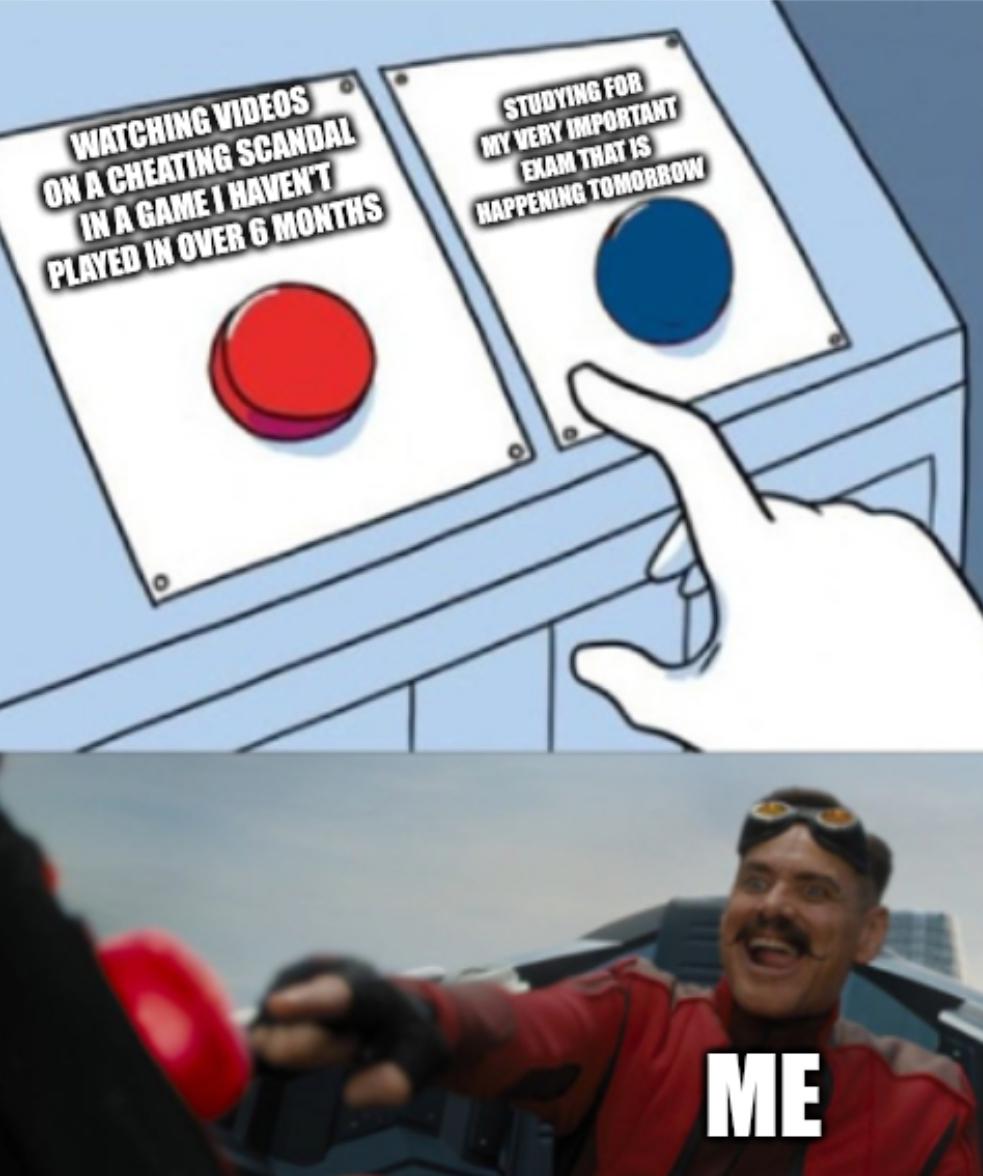 WATCHING VIDEOS
ON A CHEATING SCANDAL
IN A GAME I HAVEN'T
PLAYED IN OVER 6 MONTHS
STUDYING FOR
MY VERY IMPORTANT
EXAM THAT IS
HAPPENING TOMORROW
ME